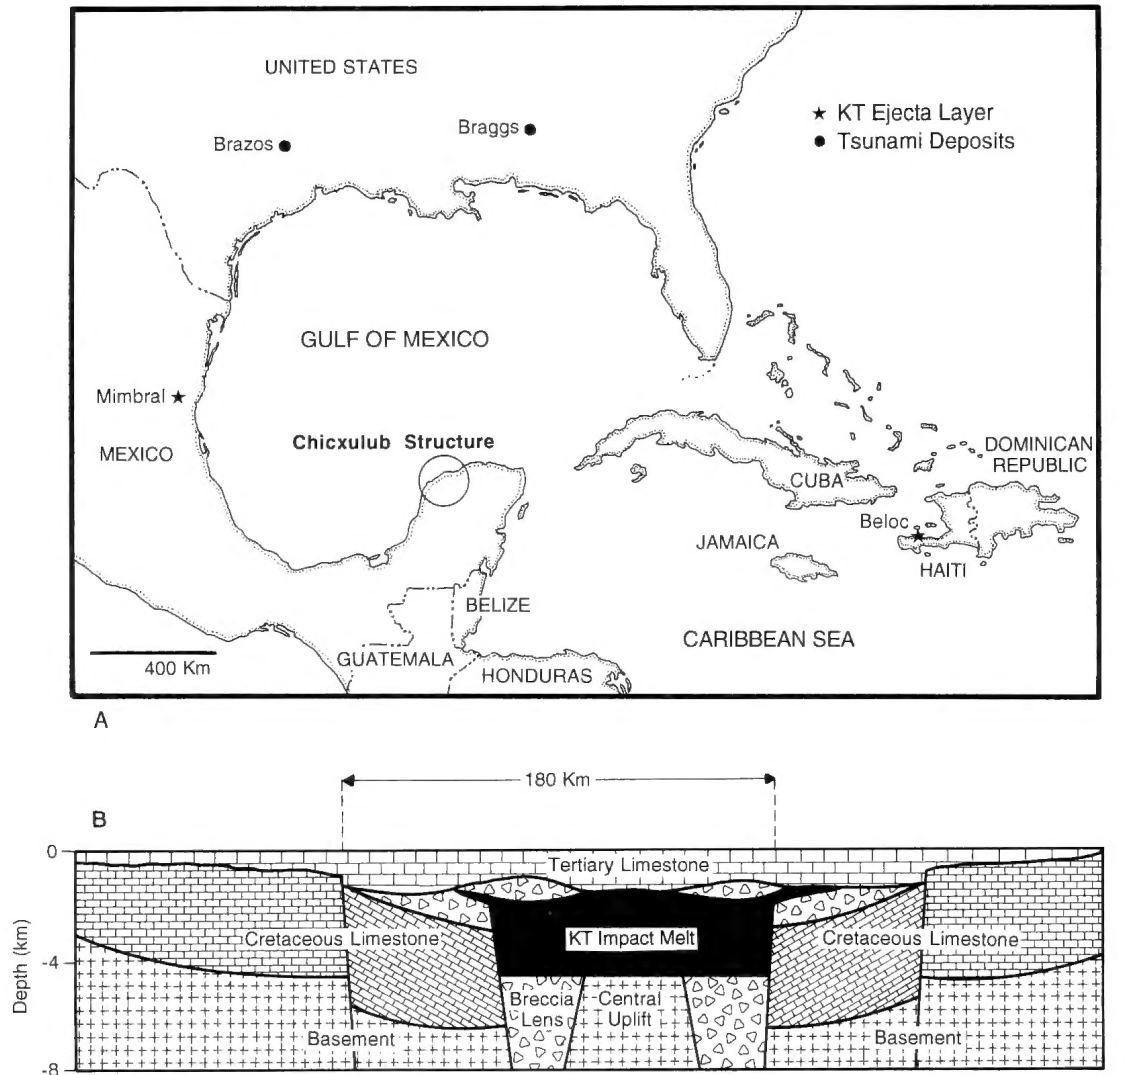 UNITED STATES
★ KT Ejecta Layer
● Tsunami Deposits
Braggs
Brazos
GULF OF MEXICO
Mimbral
MEXICO
Chicxulub Structure
DOMINICAN
REPUBLIC
CUBA
Beloc
JAMAICA
HAITI
BELIZE
CARIBBEAN SEA
400 Km
GUATEMALA
HONDURAS
A
180 Km
B
0
Tertiary Limestone
Cretaceous Limestone
KT Impact Melt
Cretaceous Limestone
Depth (km)
-4
Breccia
Lens
Central
Uplift
Basement
Basement
-8